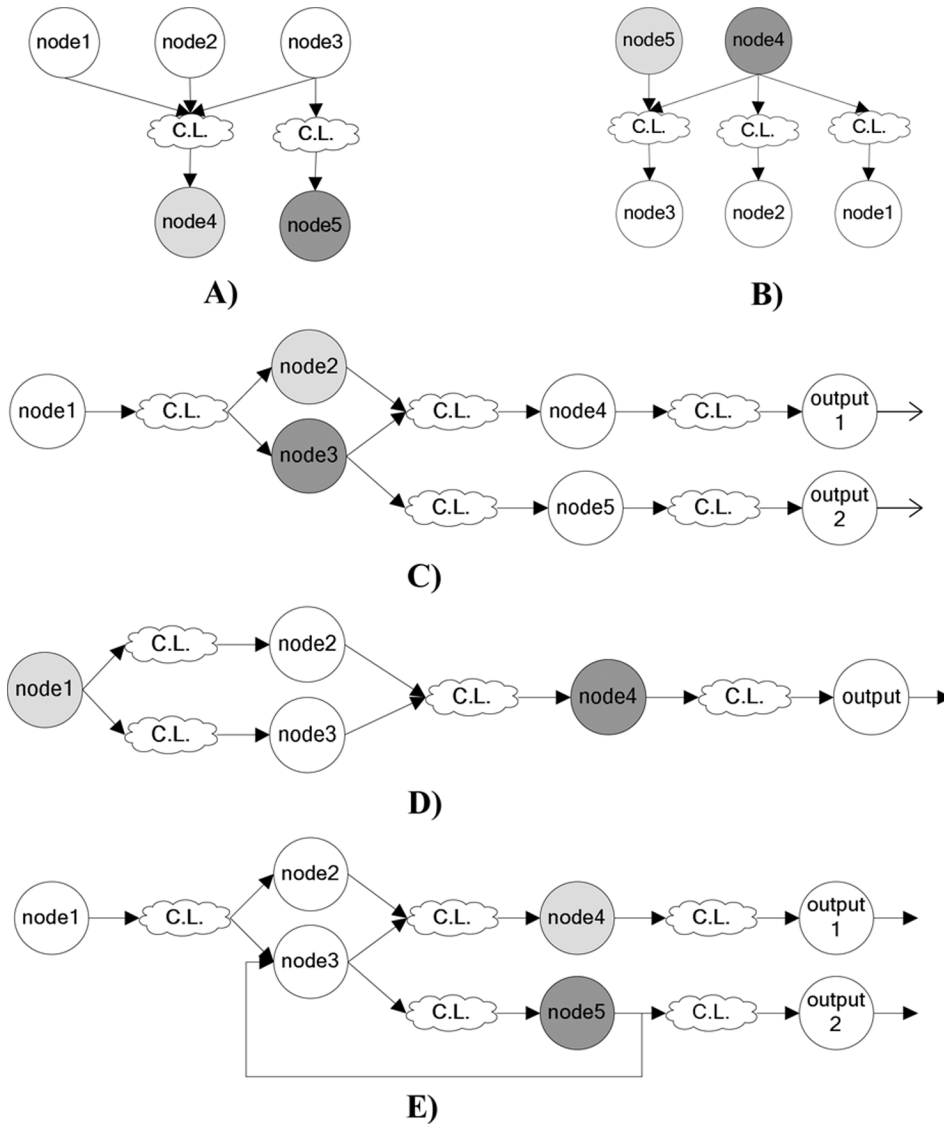 node1 node2 node3
C.L. C.L.
node4 node5
A)
node5 node4
C.L. C.L. C.L.
node3 node2 node1
B)
node2
node1 C.L. C.L. node4 C.L. output
1
node3
C.L. node5 C.L. output
2
C)
C.L. node2
node1 C.L. node4 C.L. output
C.L. node3
D)
node2
node1 C.L. C.L. node4 C.L. output
1
node3
C.L. node5 C.L. output
2
E)